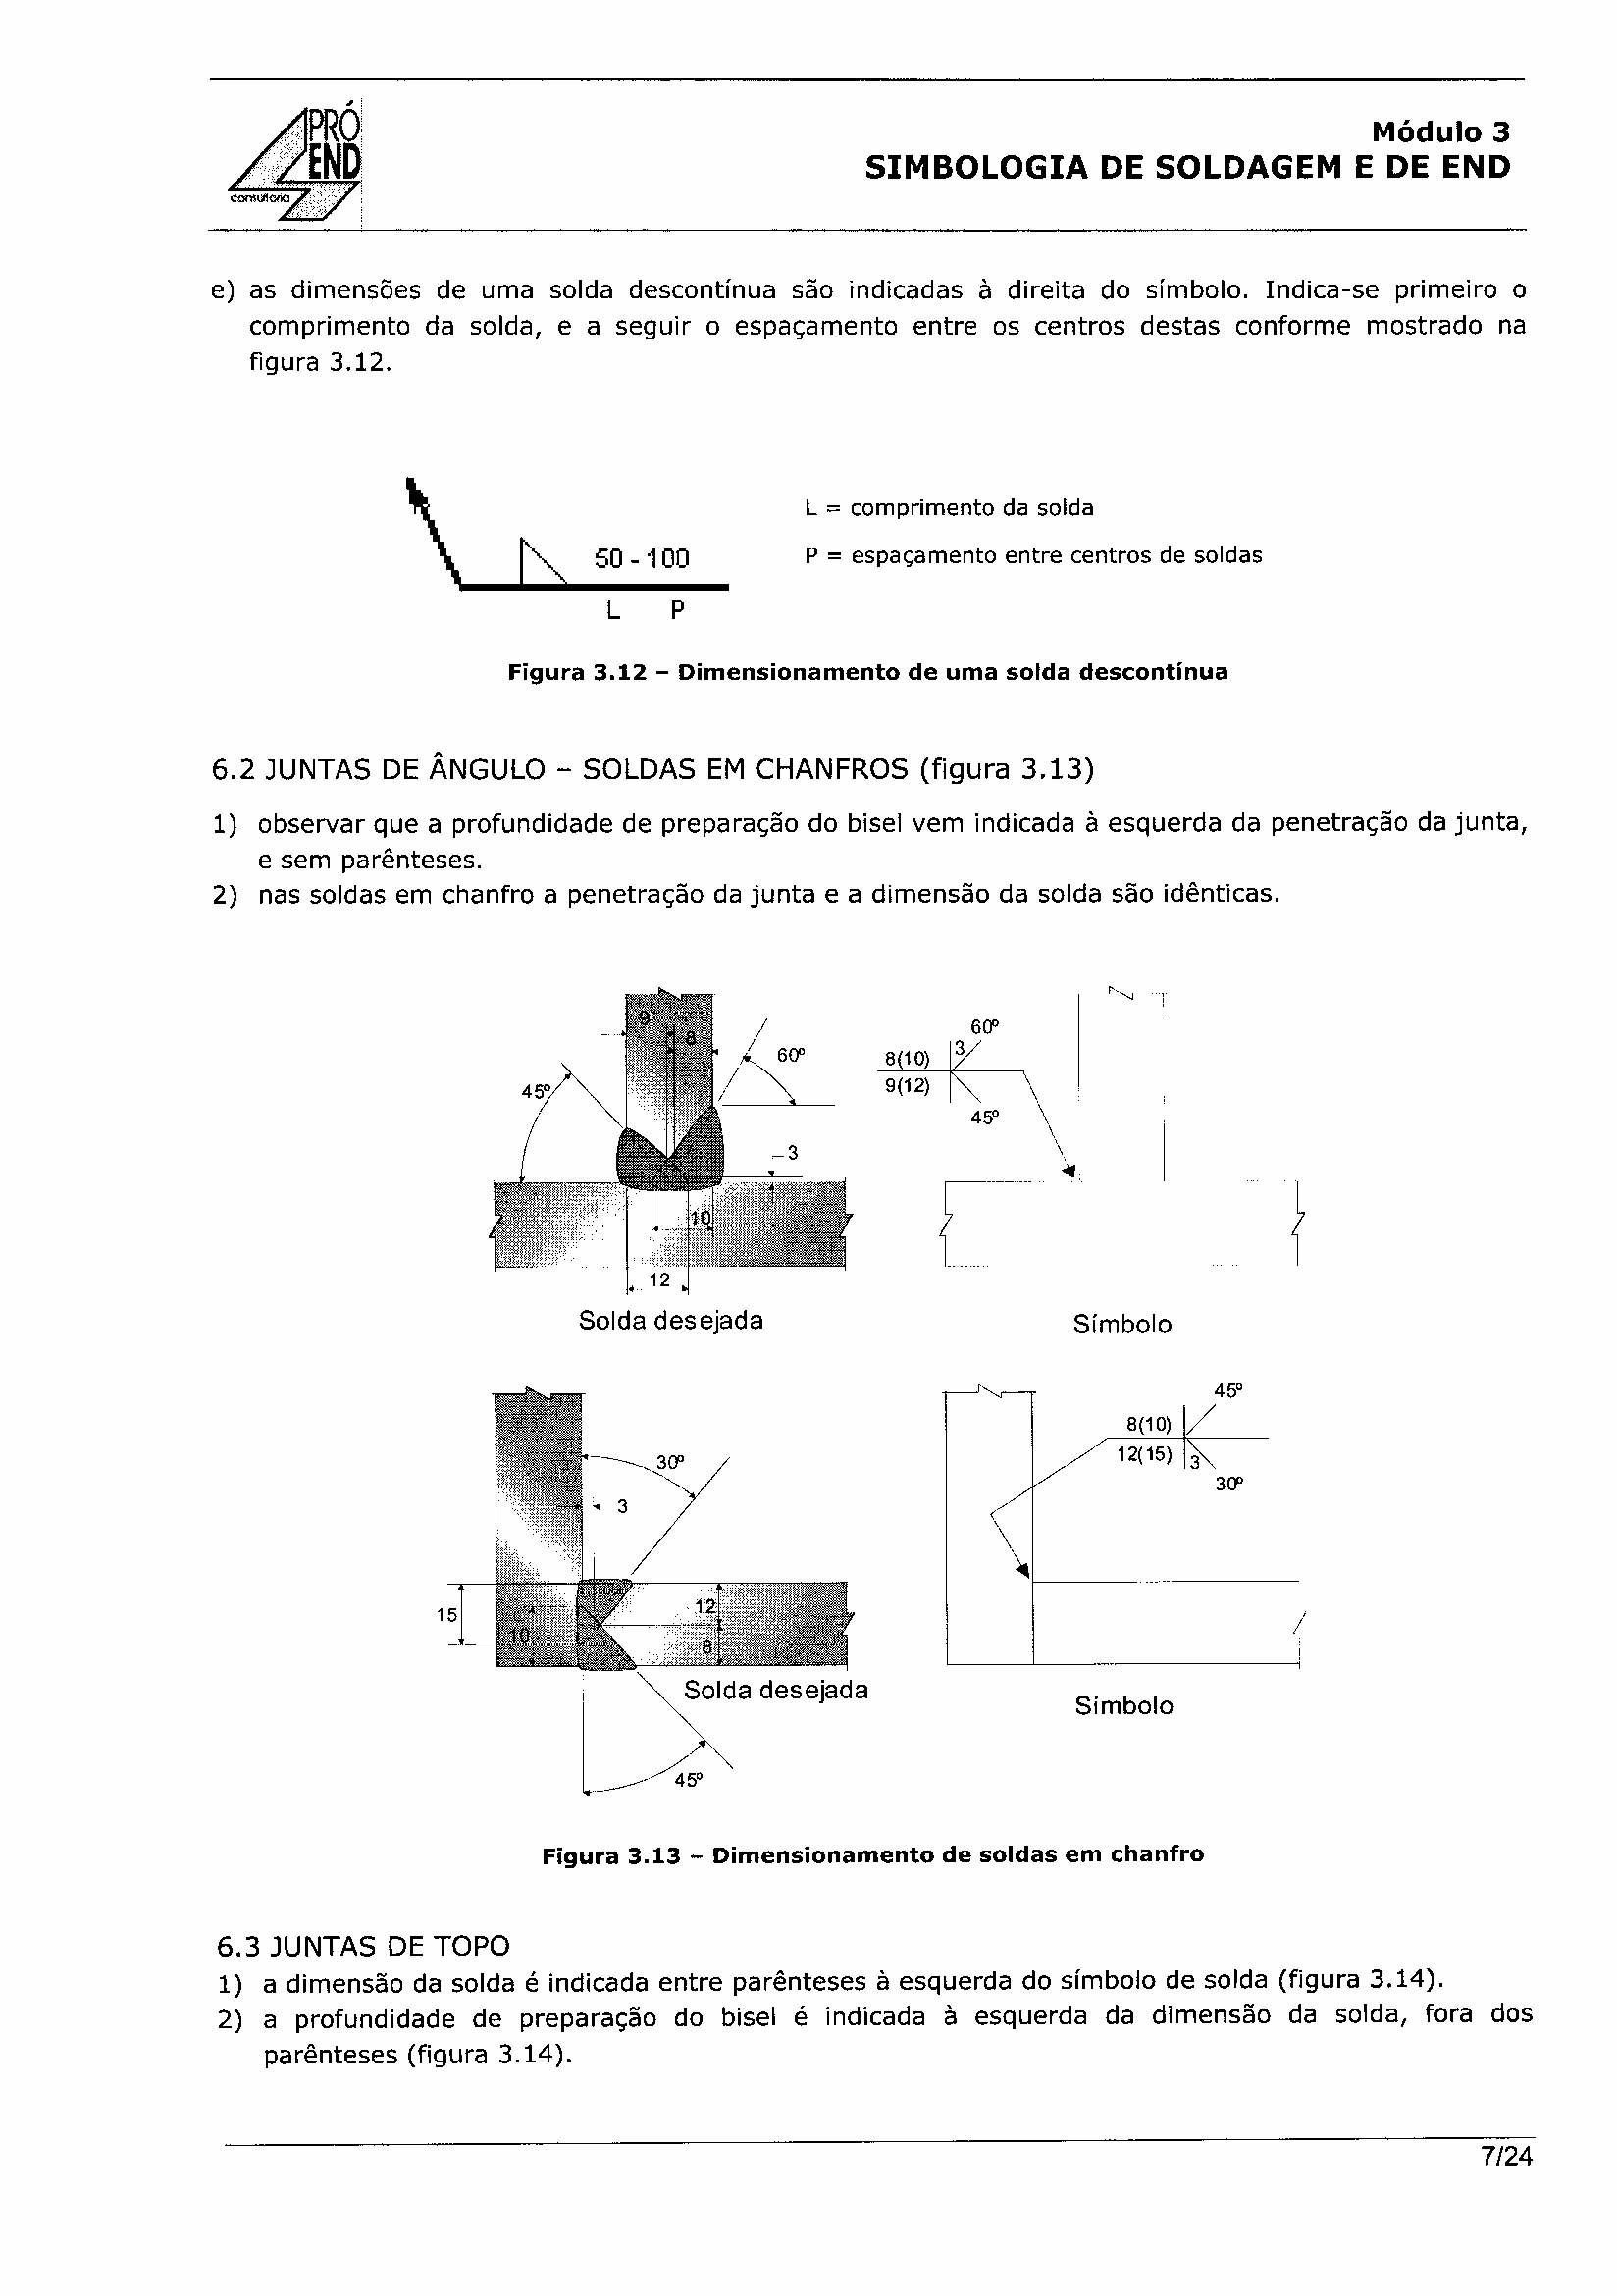 PRÓ
END
consultoria
Módulo 3
SIMBOLOGIA DE SOLDAGEM E DE END
e) as dimensões de uma solda descontínua são indicadas à direita do símbolo. Indica-se primeiro o
comprimento da solda, e a seguir o espaçamento entre os centros destas conforme mostrado na
figura 3.12.
L = comprimento da solda
50 - 100
P = espaçamento entre centros de soldas
L P
Figura 3.12 – Dimensionamento de uma solda descontínua
6.2 JUNTAS DE ÂNGULO – SOLDAS EM CHANFROS (figura 3.13)
1) observar que a profundidade de preparação do bisel vem indicada à esquerda da penetração da junta,
e sem parênteses.
2) nas soldas em chanfro a penetração da junta e a dimensão da solda são idênticas.
9
8
60º
45º
3
10
12
Solda desejada
60º
8(10) 3
9(12)
45º
Símbolo
30º
3
15
12
10
8
Solda desejada
45º
45º
8(10)
12(15) 3
30º
Símbolo
Figura 3.13 – Dimensionamento de soldas em chanfro
6.3 JUNTAS DE TOPO
1) a dimensão da solda é indicada entre parênteses à esquerda do símbolo de solda (figura 3.14).
2) a profundidade de preparação do bisel é indicada à esquerda da dimensão da solda, fora dos
parênteses (figura 3.14).
7/24